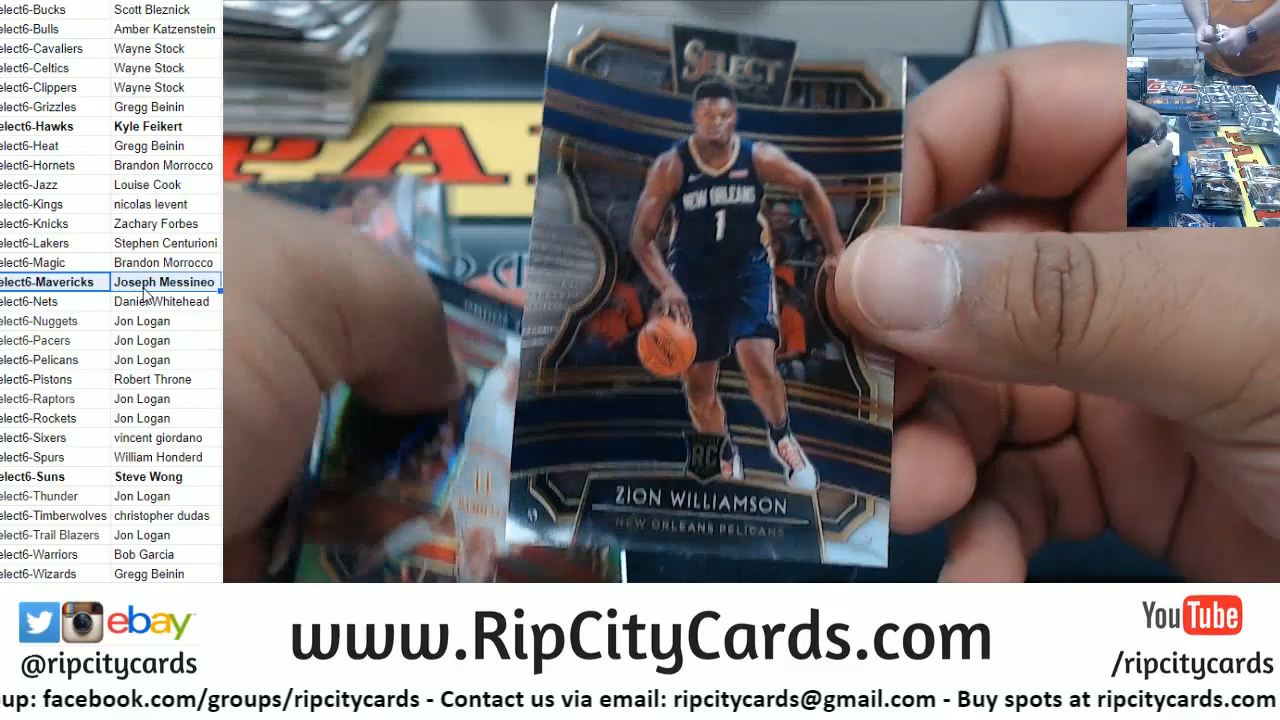 elect6-Bucks Scott Bleznick
elect6-Bulls Amber Katzenstein
elect6-Cavaliers Wayne Stock
elect6-Celtics Wayne Stock
elect6-Clippers Wayne Stock
elect6-Grizzles Gregg Beinin
elect6-Hawks Kyle Feikert
elect6-Heat Gregg Beinin
elect6-Hornets Brandon Morrocco
elect6-Jazz Louise Cook
elect6-Kings nicolas levent
elect6-Knicks Zachary Forbes
elect6-Lakers Stephen Centurioni
elect6-Magic Brandon Morrocco
elect6-Mavericks Joseph Messineo
elect6-Nets Daniel Whitehead
elect6-Nuggets Jon Logan
elect6-Pacers Jon Logan
elect6-Pelicans Jon Logan
elect6-Pistons Robert Throne
elect6-Raptors Jon Logan
elect6-Rockets Jon Logan
elect6-Sixers vincent giordano
elect6-Spurs William Honderd
elect6-Suns Steve Wong
elect6-Thunder Jon Logan
elect6-Timberwolves christopher dudas
elect6-Trail Blazers Jon Logan
elect6-Warriors Bob Garcia
elect6-Wizards Gregg Beinin
PA
SELECT
NEW ORLEANS
1
RC
ZION WILLIAMSON
NEW ORLEANS PELICANS
11
ebay
@ripcitycards
www.RipCityCards.com
YouTube
/ripcitycards
oup: facebook.com/groups/ripcitycards - Contact us via email: ripcitycards@gmail.com - Buy spots at ripcitycards.com